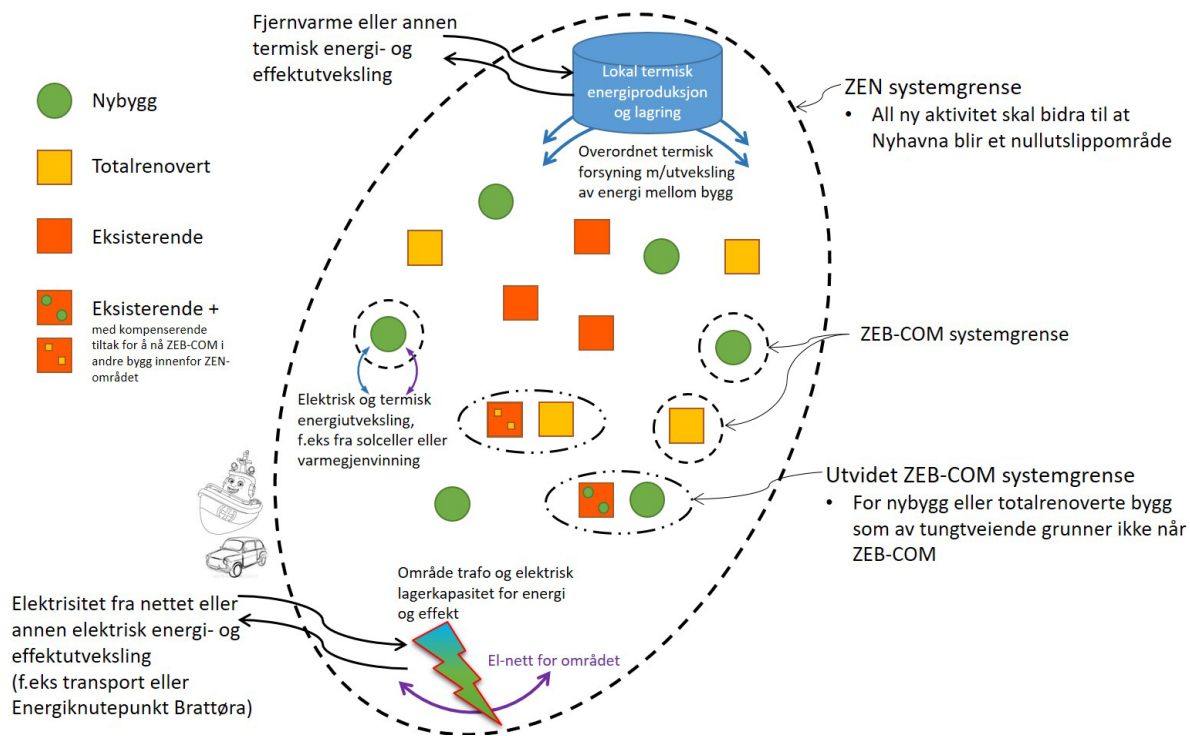 Fjernvarme eller annen
termisk energi- og
effektutveksling
Lokal termisk
energiproduksjon
og lagring
ZEN systemgrense
• All ny aktivitet skal bidra til at
Nyhavna blir et nullutslippområde
Nybygg
Totalrenovert
Eksisterende
Eksisterende +
med kompenserende
tiltak for å nå ZEB-COM i
andre bygg innenfor ZEN-
området
Overordnet termisk
forsyning m/utveksling
av energi mellom bygg
ZEB-COM systemgrense
Elektrisk og termisk
energiutveksling,
f.eks fra solceller eller
varmegjenvinning
Utvidet ZEB-COM systemgrense
• For nybygg eller totalrenoverte bygg
som av tungtveiende grunner ikke når
ZEB-COM
Område trafo og elektrisk
lagerkapasitet for energi
og effekt
El-nett for området
Elektrisitet fra nettet eller
annen elektrisk energi- og
effektutveksling
(f.eks transport eller
Energiknutepunkt Brattøra)